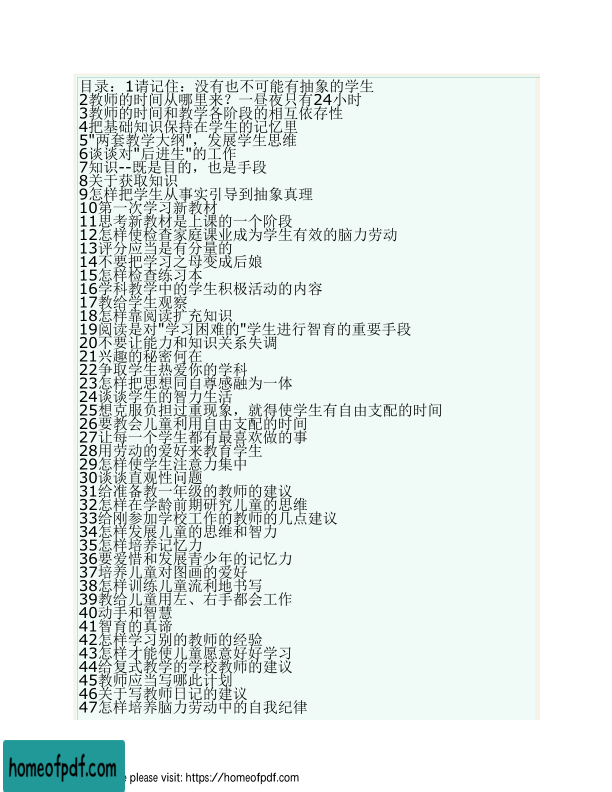 目录：1请记住：没有也不可能有抽象的学生
2教师的时间从哪里来？一昼夜只有24小时
3教师的时间和教学各阶段的相互依存性
4把基础知识保持在学生的记忆里
5"两套教学大纲"，发展学生思维
6谈谈对"后进生"的工作
7知识--既是目的，也是手段
8关于获取知识
9怎样把学生从事实引导到抽象真理
10第一次学习新教材
11思考新教材是上课的一个阶段
12怎样使检查家庭课业成为学生有效的脑力劳动
13评分应当是有分量的
14不要把学习之母变成后娘
15怎样检查练习本
16学科教学中的学生积极活动的内容
17教给学生观察
18怎样靠阅读扩充知识
19阅读是对"学习困难的"学生进行智育的重要手段
20不要让能力和知识关系失调
21兴趣的秘密何在
22争取学生热爱你的学科
23怎样把思想同自尊感融为一体
24谈谈学生的智力生活
25想克服负担过重现象，就得使学生有自由支配的时间
26要教会儿童利用自由支配的时间
27让每一个学生都有最喜欢做的事
28用劳动的爱好来教育学生
29怎样使学生注意力集中
30谈谈直观性问题
31给准备教一年级的教师的建议
32怎样在学龄前期研究儿童的思维
33给刚参加学校工作的教师的几点建议
34怎样发展儿童的思维和智力
35怎样培养记忆力
36要爱惜和发展青少年的记忆力
37培养儿童对图画的爱好
38怎样训练儿童流利地书写
39教给儿童用左、右手都会工作
40动手和智慧
41智育的真谛
42怎样学习别的教师的经验
43怎样才能使儿童愿意好好学习
44给复式教学的学校教师的建议
45教师应当写哪此计划
46关于写教师日记的建议
47怎样培养脑力劳动中的自我纪律
homeofpdf.com
e please visit: https://homeofpdf.com